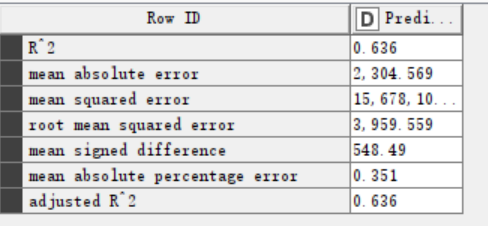 Row ID D Predi...
R^2 0.636
mean absolute error 2,304.569
mean squared error 15,678,10...
root mean squared error 3,959.559
mean signed difference 548.49
mean absolute percentage error 0.351
adjusted R^2 0.636